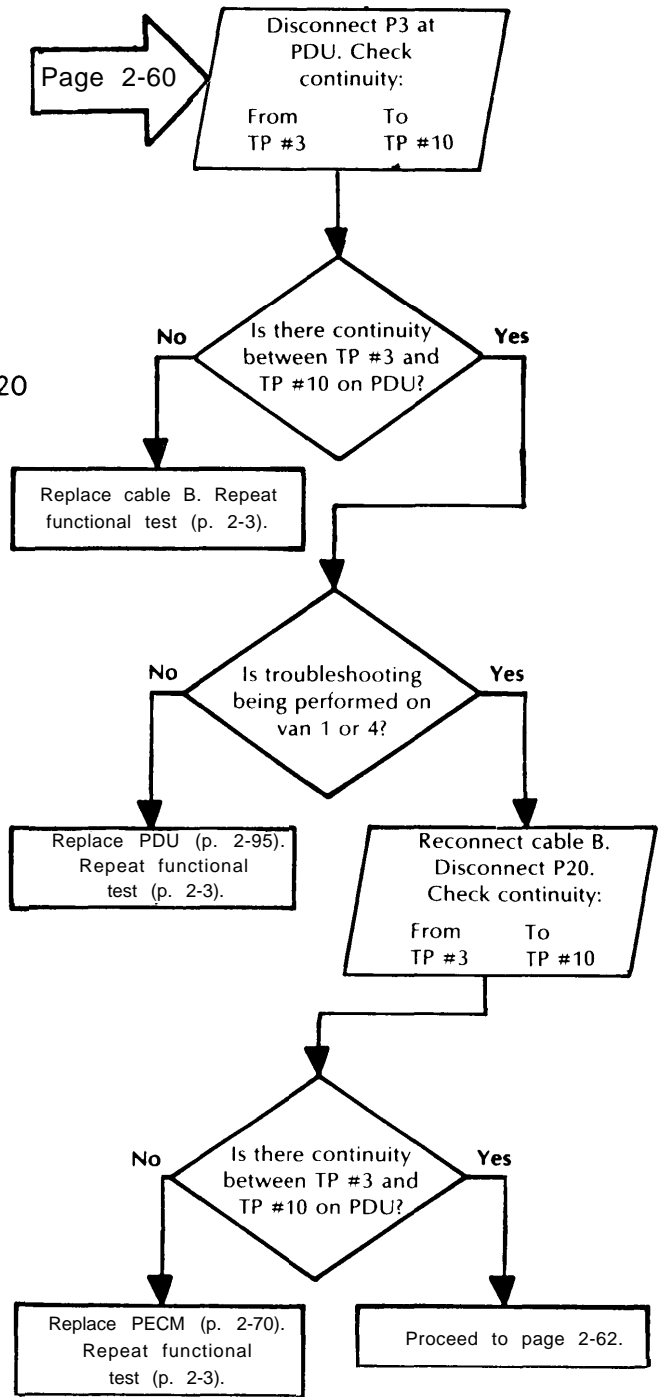 Page 2-60
Disconnect P3 at
PDU. Check
continuity:
From To
TP #3 TP #10
No
Is there continuity
between TP #3 and
TP #10 on PDU?
Yes
20
Replace cable B. Repeat
functional test (p. 2-3).
No
Is troubleshooting
being performed on
van 1 or 4?
Yes
Replace PDU (p. 2-95).
Repeat functional
test (p. 2-3).
Reconnect cable B.
Disconnect P20.
Check continuity:
From To
TP #3 TP #10
No
Is there continuity
between TP #3 and
TP #10 on PDU?
Yes
Replace PECM (p. 2-70).
Repeat functional
test (p. 2-3).
Proceed to page 2-62.